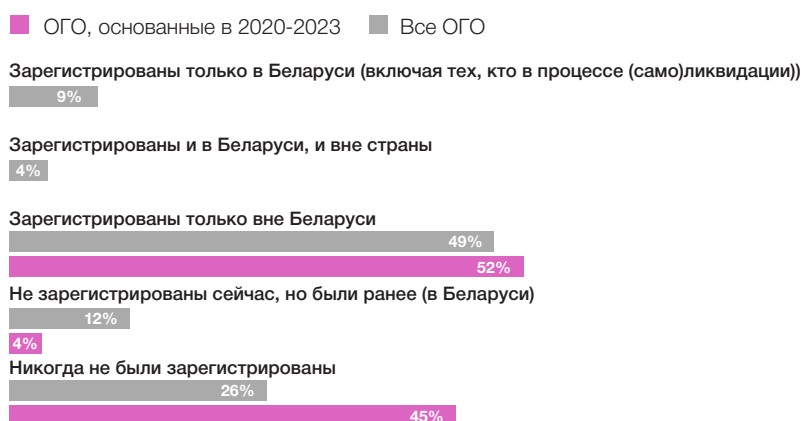 ОГО, основанные в 2020-2023 Все ОГО
Зарегистрированы только в Беларуси (включая тех, кто в процессе (само)ликвидации))
9%
Зарегистрированы и в Беларуси, и вне страны
4%
Зарегистрированы только вне Беларуси
49%
52%
Не зарегистрированы сейчас, но были ранее (в Беларуси)
12%
4%
Никогда не были зарегистрированы
26%
45%